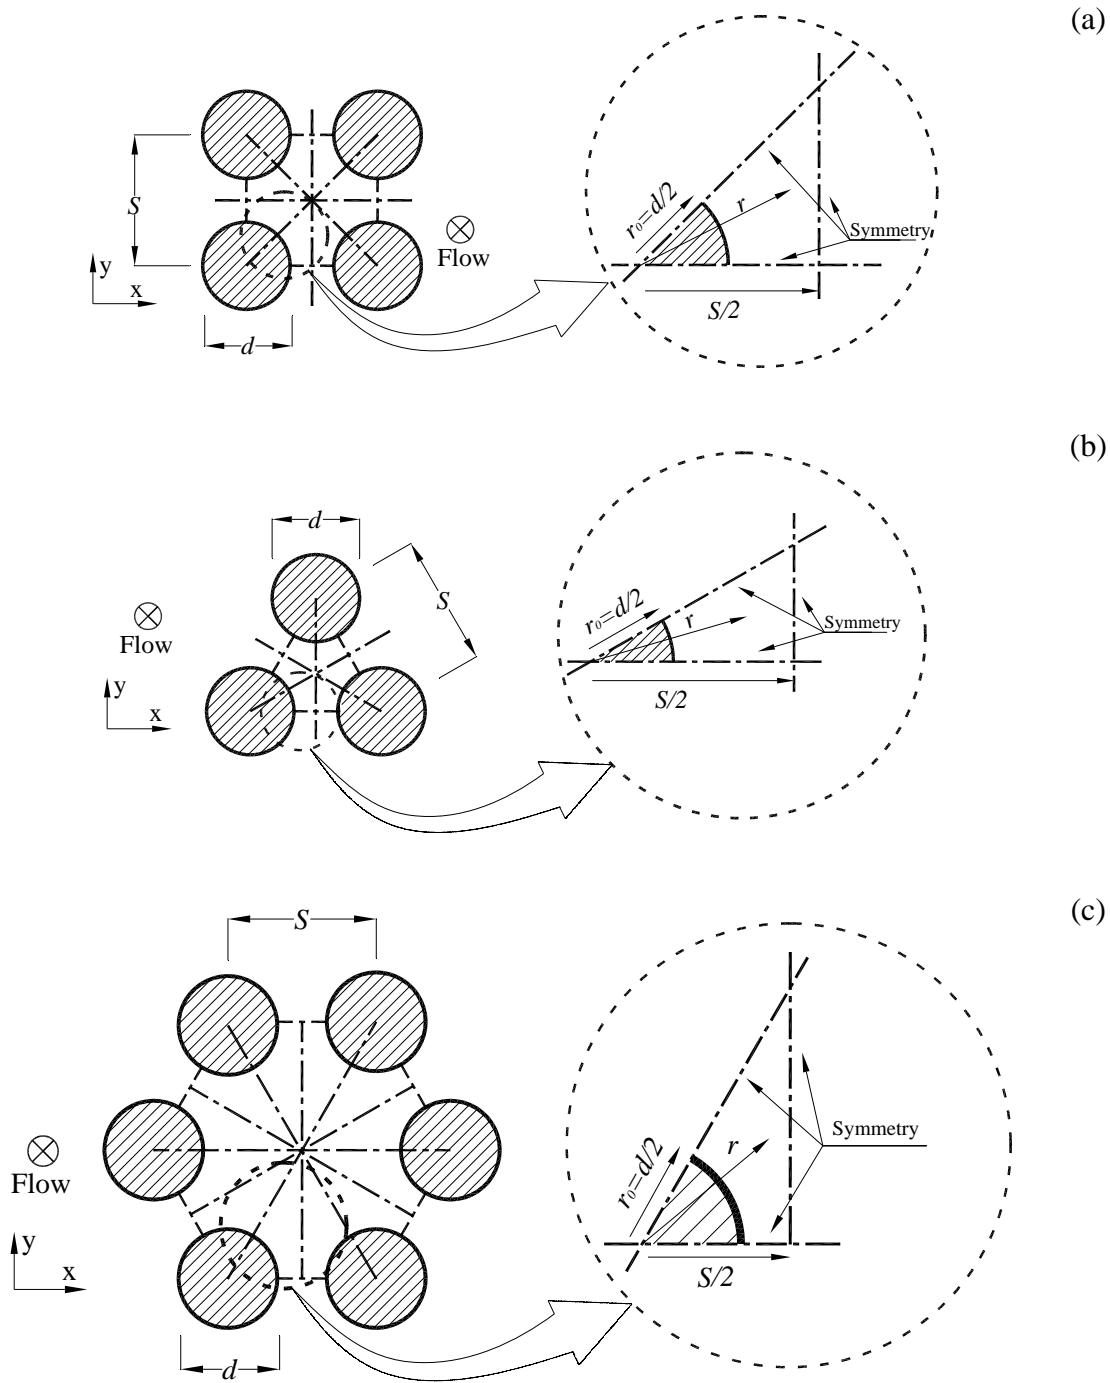 (a)
S
y
x
d
Flow
r₀=d/2
r
Symmetry
S/2
(b)
d
S
Flow
y
x
r₀=d/2
r
Symmetry
S/2
(c)
S
Flow
y
x
d
r₀=d/2
r
Symmetry
S/2